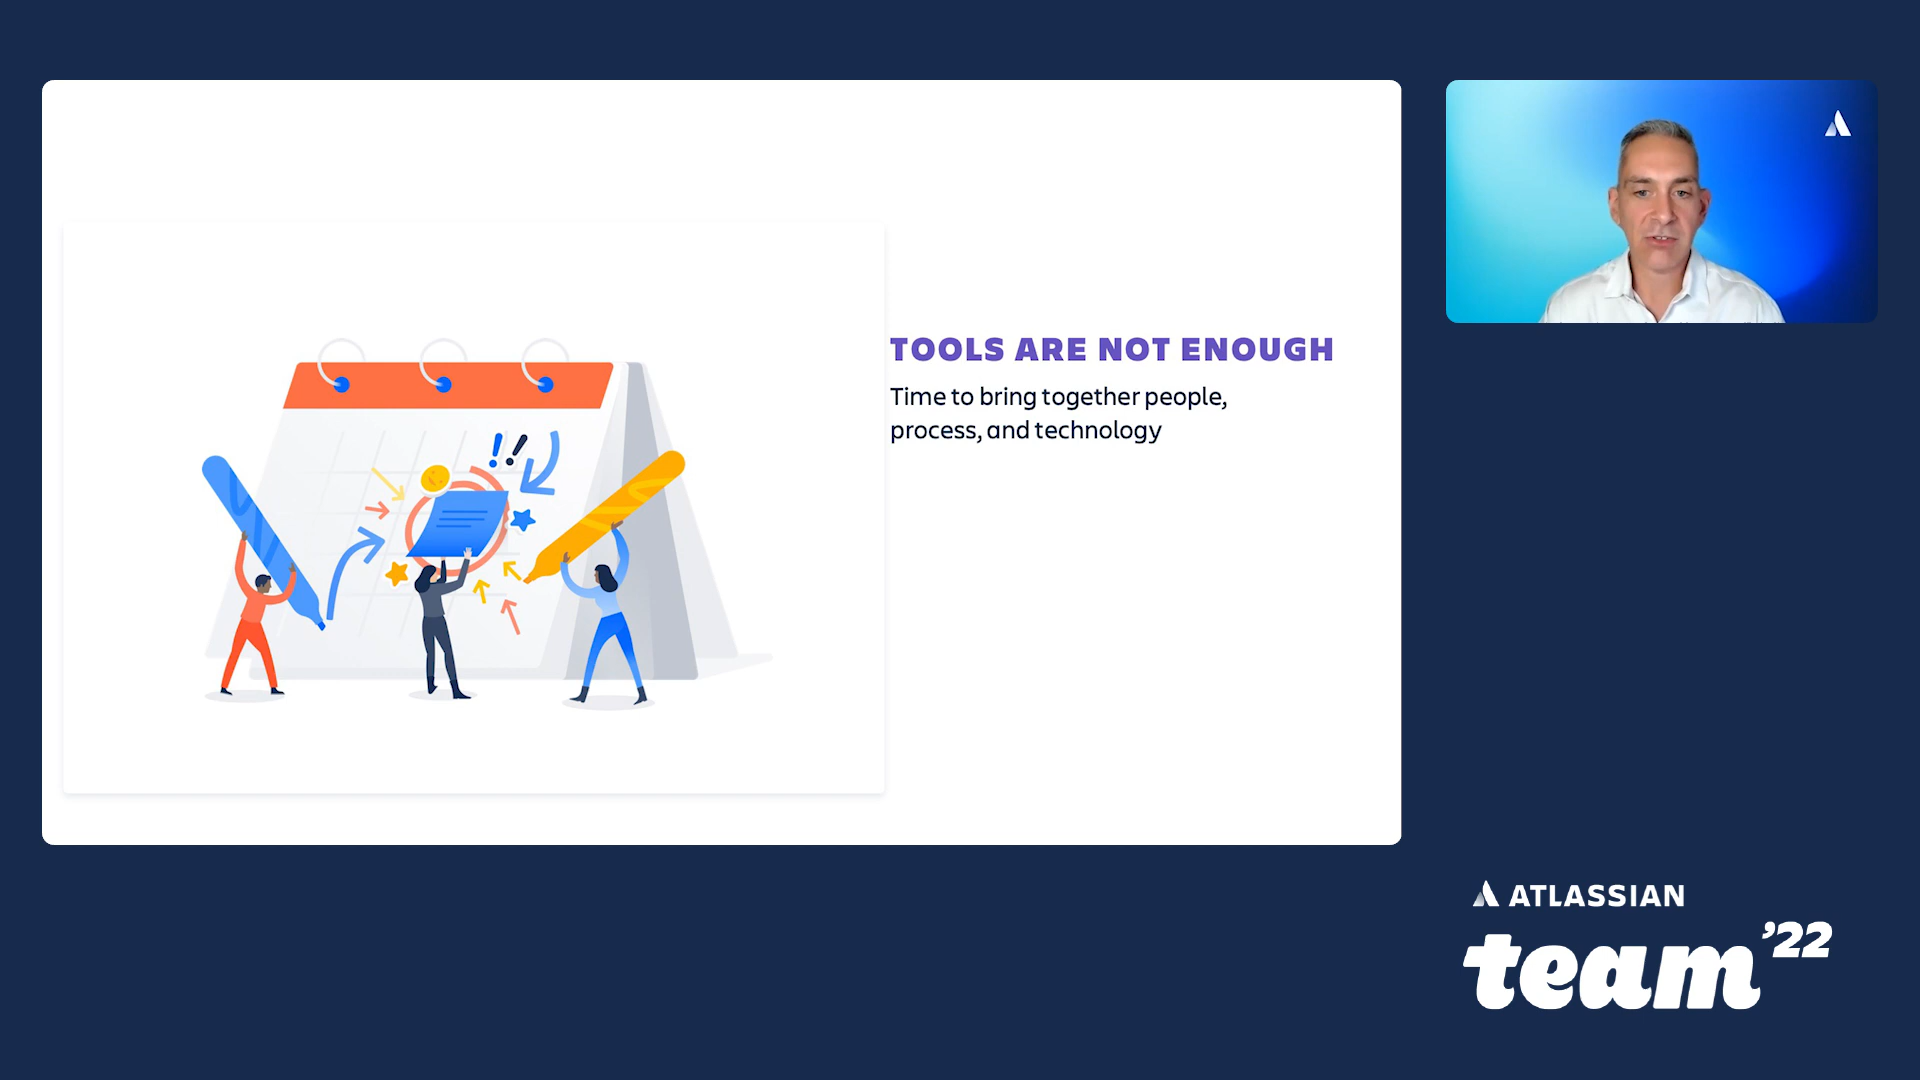 TOOLS ARE NOT ENOUGH
Time to bring together people,
process, and technology
ATLASSIAN
team '22